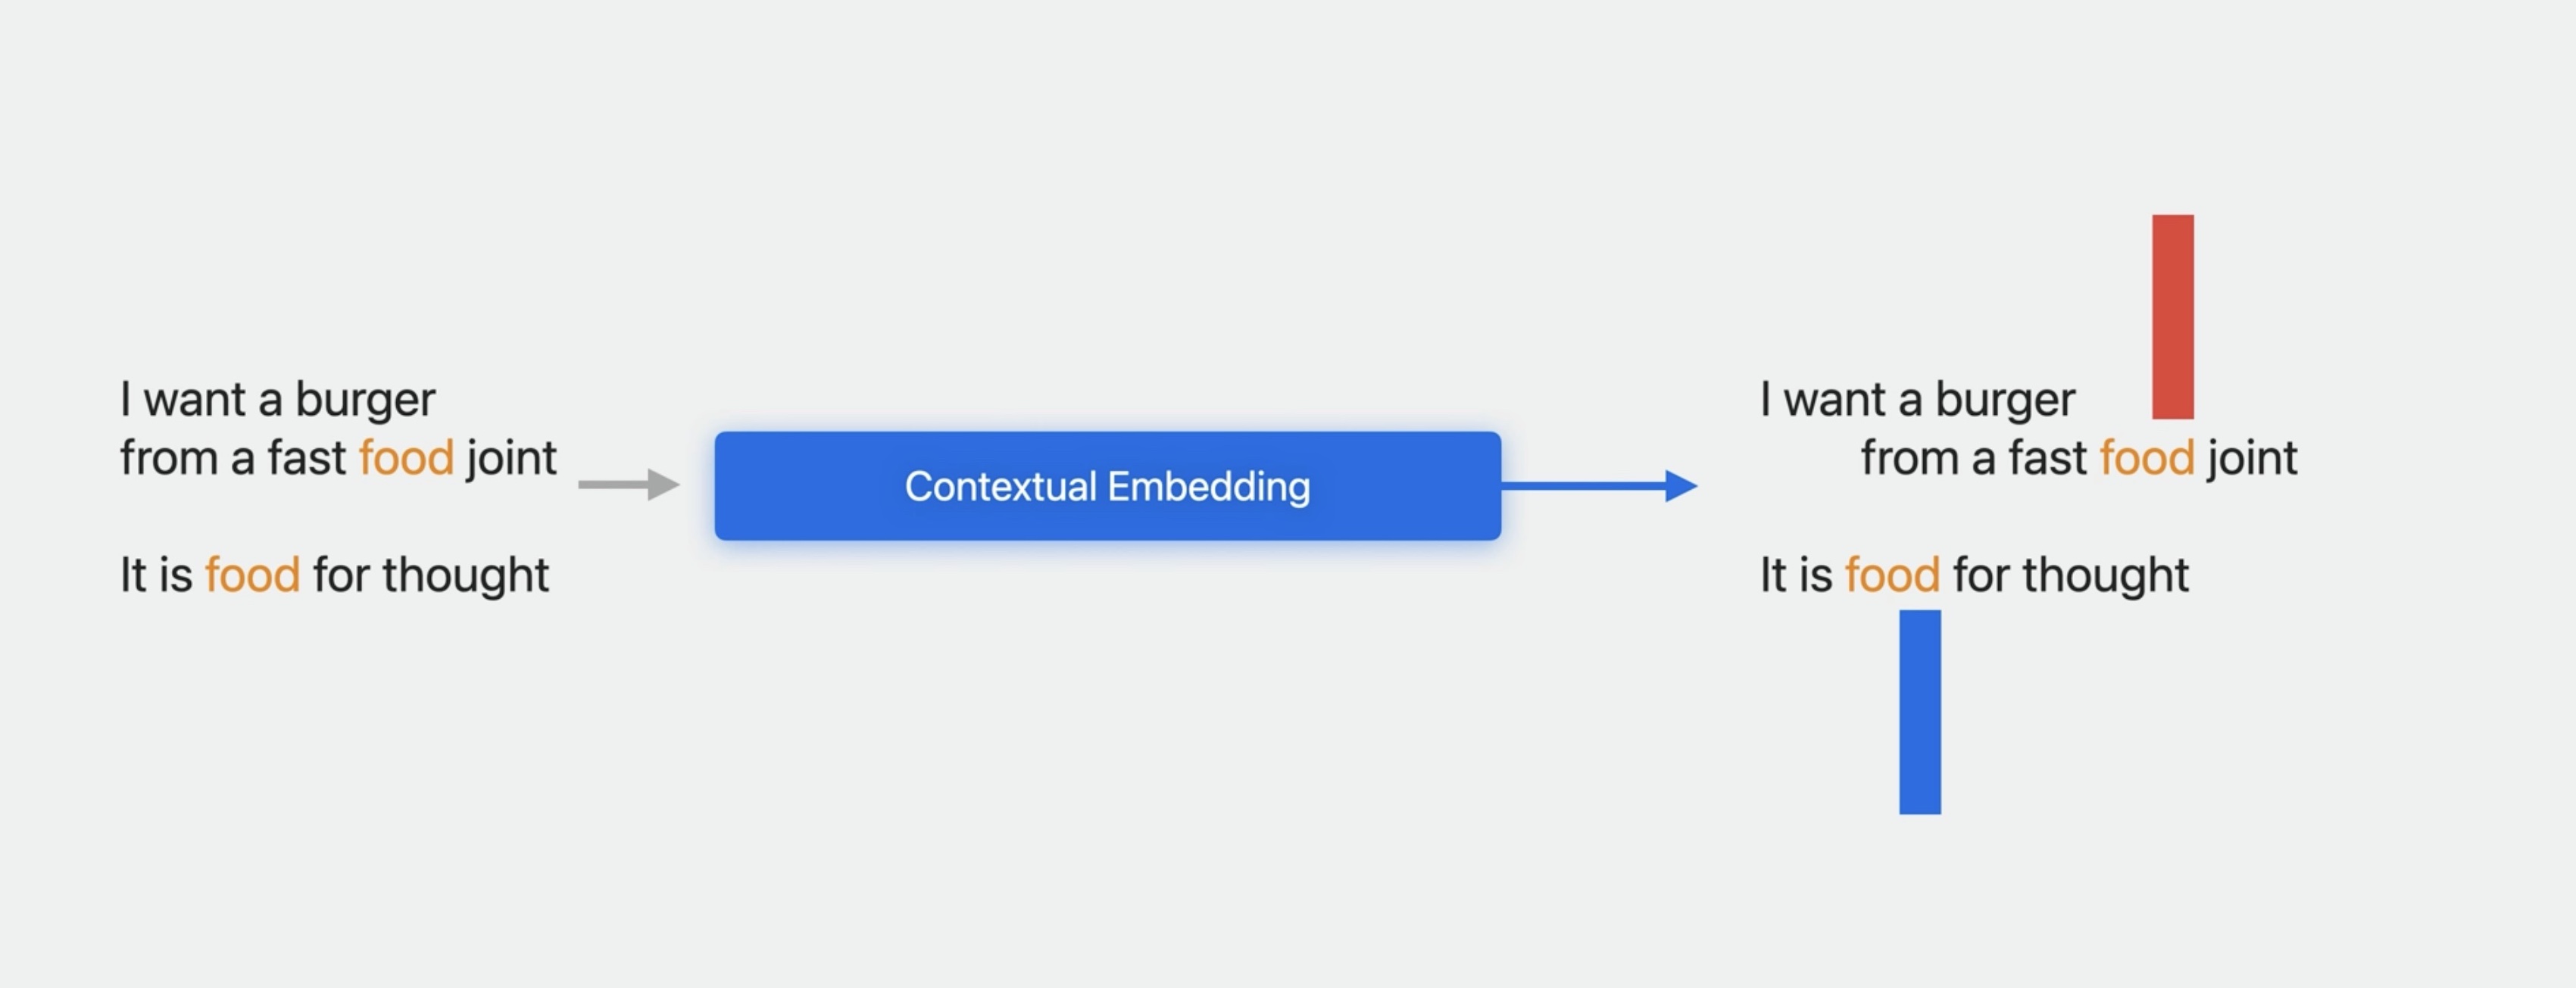 I want a burger
from a fast food joint
It is food for thought
Contextual Embedding
I want a burger
from a fast food joint
It is food for thought